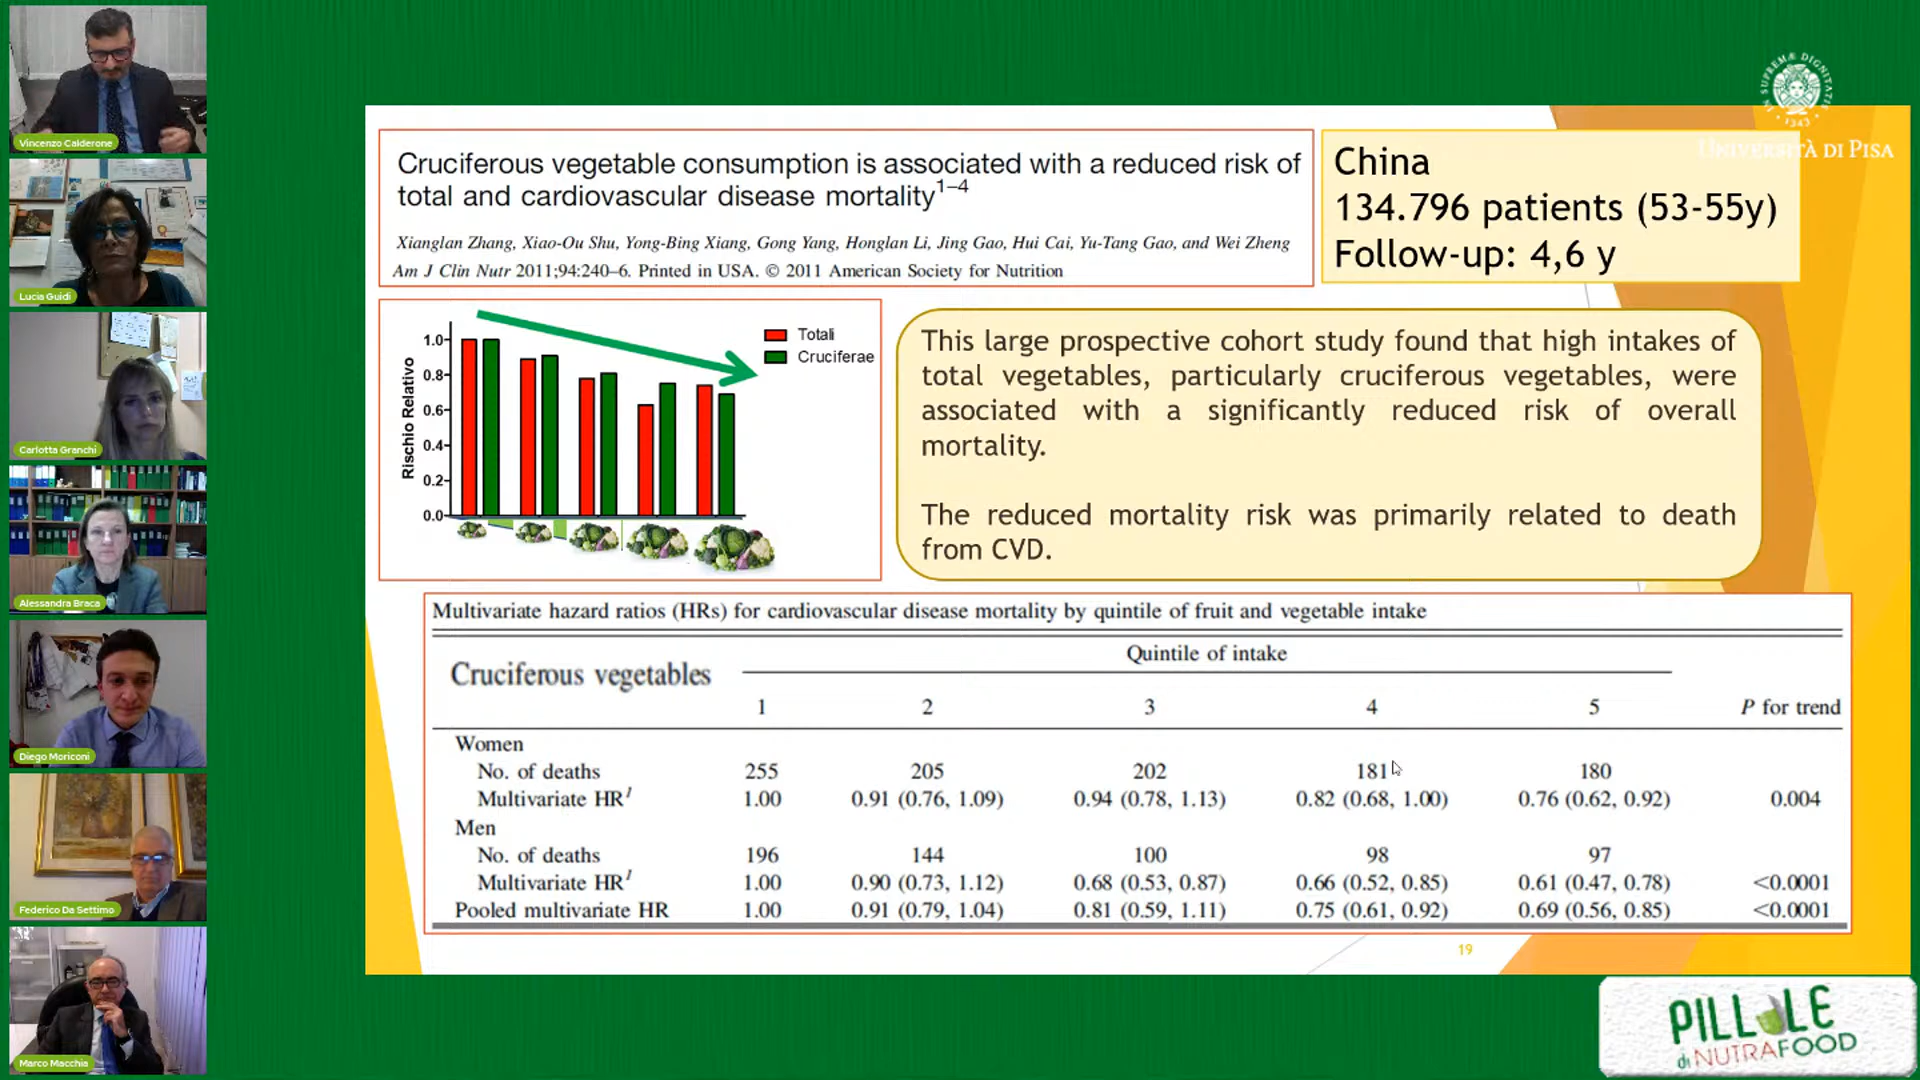 Vincenzo Calderone
Lucia Guidi
Carlotta Granchi
Alessandra Braca
Diego Moriconi
Federico Da Settimo
Marco Macchia
IN SUPREMÆ DIGNITATIS
1343
UNIVERSITÀ DI PISA
Cruciferous vegetable consumption is associated with a reduced risk of
total and cardiovascular disease mortality1–4
Xianglan Zhang, Xiao-Ou Shu, Yong-Bing Xiang, Gong Yang, Honglan Li, Jing Gao, Hui Cai, Yu-Tang Gao, and Wei Zheng
Am J Clin Nutr 2011;94:240–6. Printed in USA. © 2011 American Society for Nutrition
China
134.796 patients (53-55y)
Follow-up: 4,6 y
Rischio Relativo
1.0
0.8
0.6
0.4
0.2
0.0
Totali
Cruciferae
This large prospective cohort study found that high intakes of
total vegetables, particularly cruciferous vegetables, were
associated with a significantly reduced risk of overall
mortality.
The reduced mortality risk was primarily related to death
from CVD.
Multivariate hazard ratios (HRs) for cardiovascular disease mortality by quintile of fruit and vegetable intake
Quintile of intake
Cruciferous vegetables
1 2 3 4 5 P for trend
Women
No. of deaths 255 205 202 181 180
Multivariate HR1 1.00 0.91 (0.76, 1.09) 0.94 (0.78, 1.13) 0.82 (0.68, 1.00) 0.76 (0.62, 0.92) 0.004
Men
No. of deaths 196 144 100 98 97
Multivariate HR1 1.00 0.90 (0.73, 1.12) 0.68 (0.53, 0.87) 0.66 (0.52, 0.85) 0.61 (0.47, 0.78) <0.0001
Pooled multivariate HR 1.00 0.91 (0.79, 1.04) 0.81 (0.59, 1.11) 0.75 (0.61, 0.92) 0.69 (0.56, 0.85) <0.0001
19
PILLOLE
di NUTRAFOOD